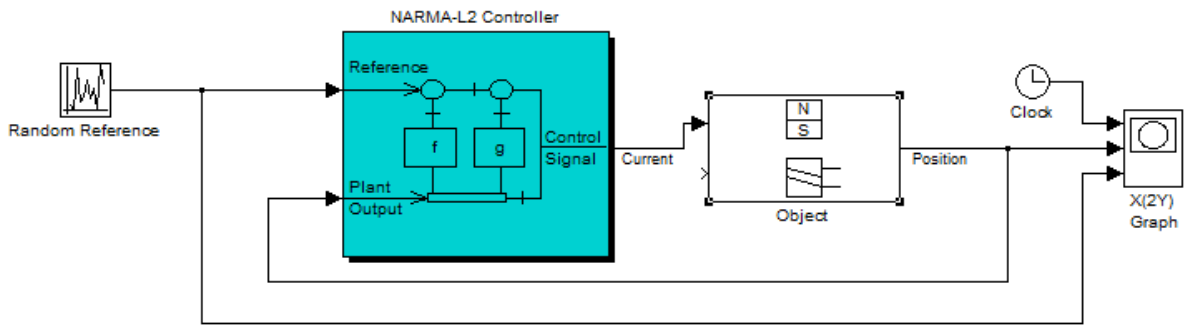 NARMA-L2 Controller
Reference
f
g
Control
Signal
Plant
Output
Random Reference
Current
N
S
Object
Position
Clock
X(2Y)
Graph